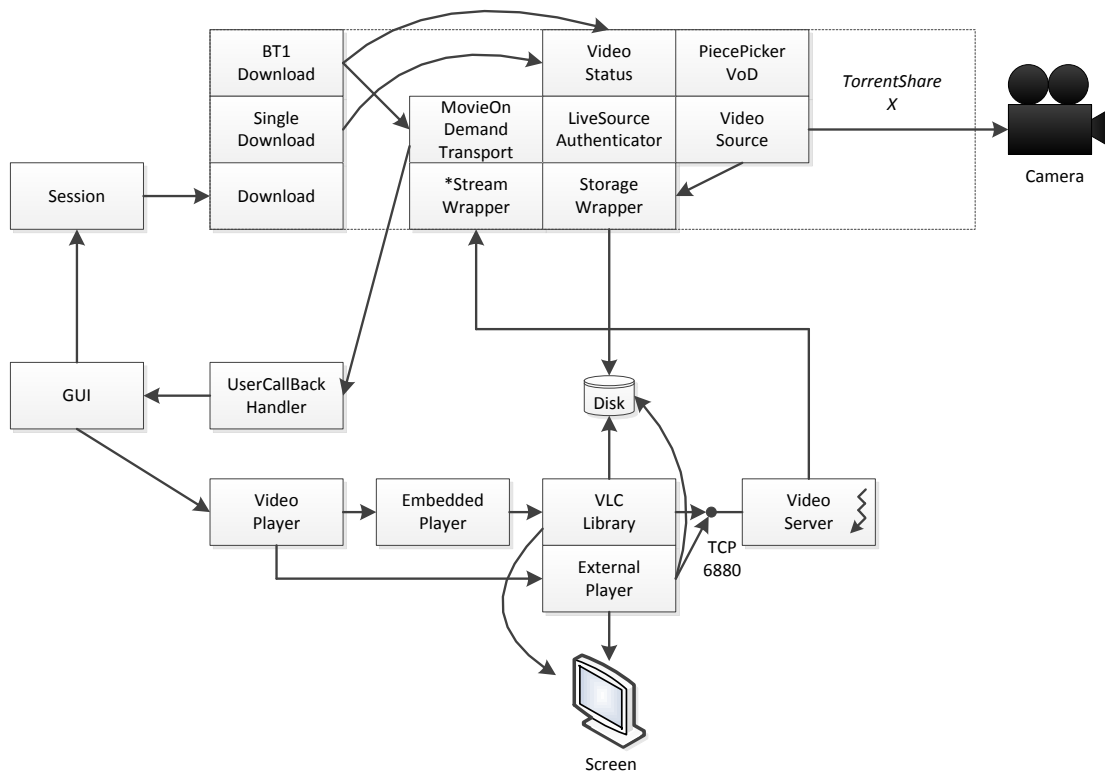 BT1
Download
Video
Status
PiecePicker
VoD
TorrentShare
X
Single
Download
MovieOn
Demand
Transport
LiveSource
Authenticator
Video
Source
Camera
Session
Download
*Stream
Wrapper
Storage
Wrapper
GUI
UserCallBack
Handler
Disk
Video
Player
Embedded
Player
VLC
Library
Video
Server
TCP
6880
External
Player
Screen